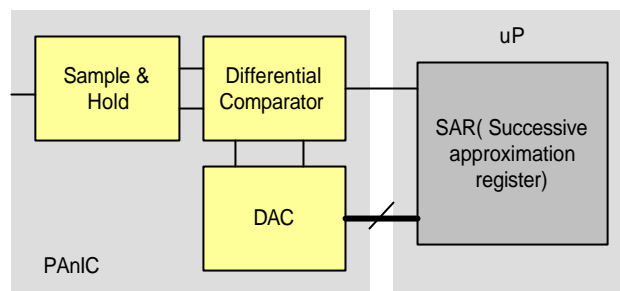 uP
Sample &
Hold
Differential
Comparator
SAR( Successive
approximation
register)
DAC
PAnIC